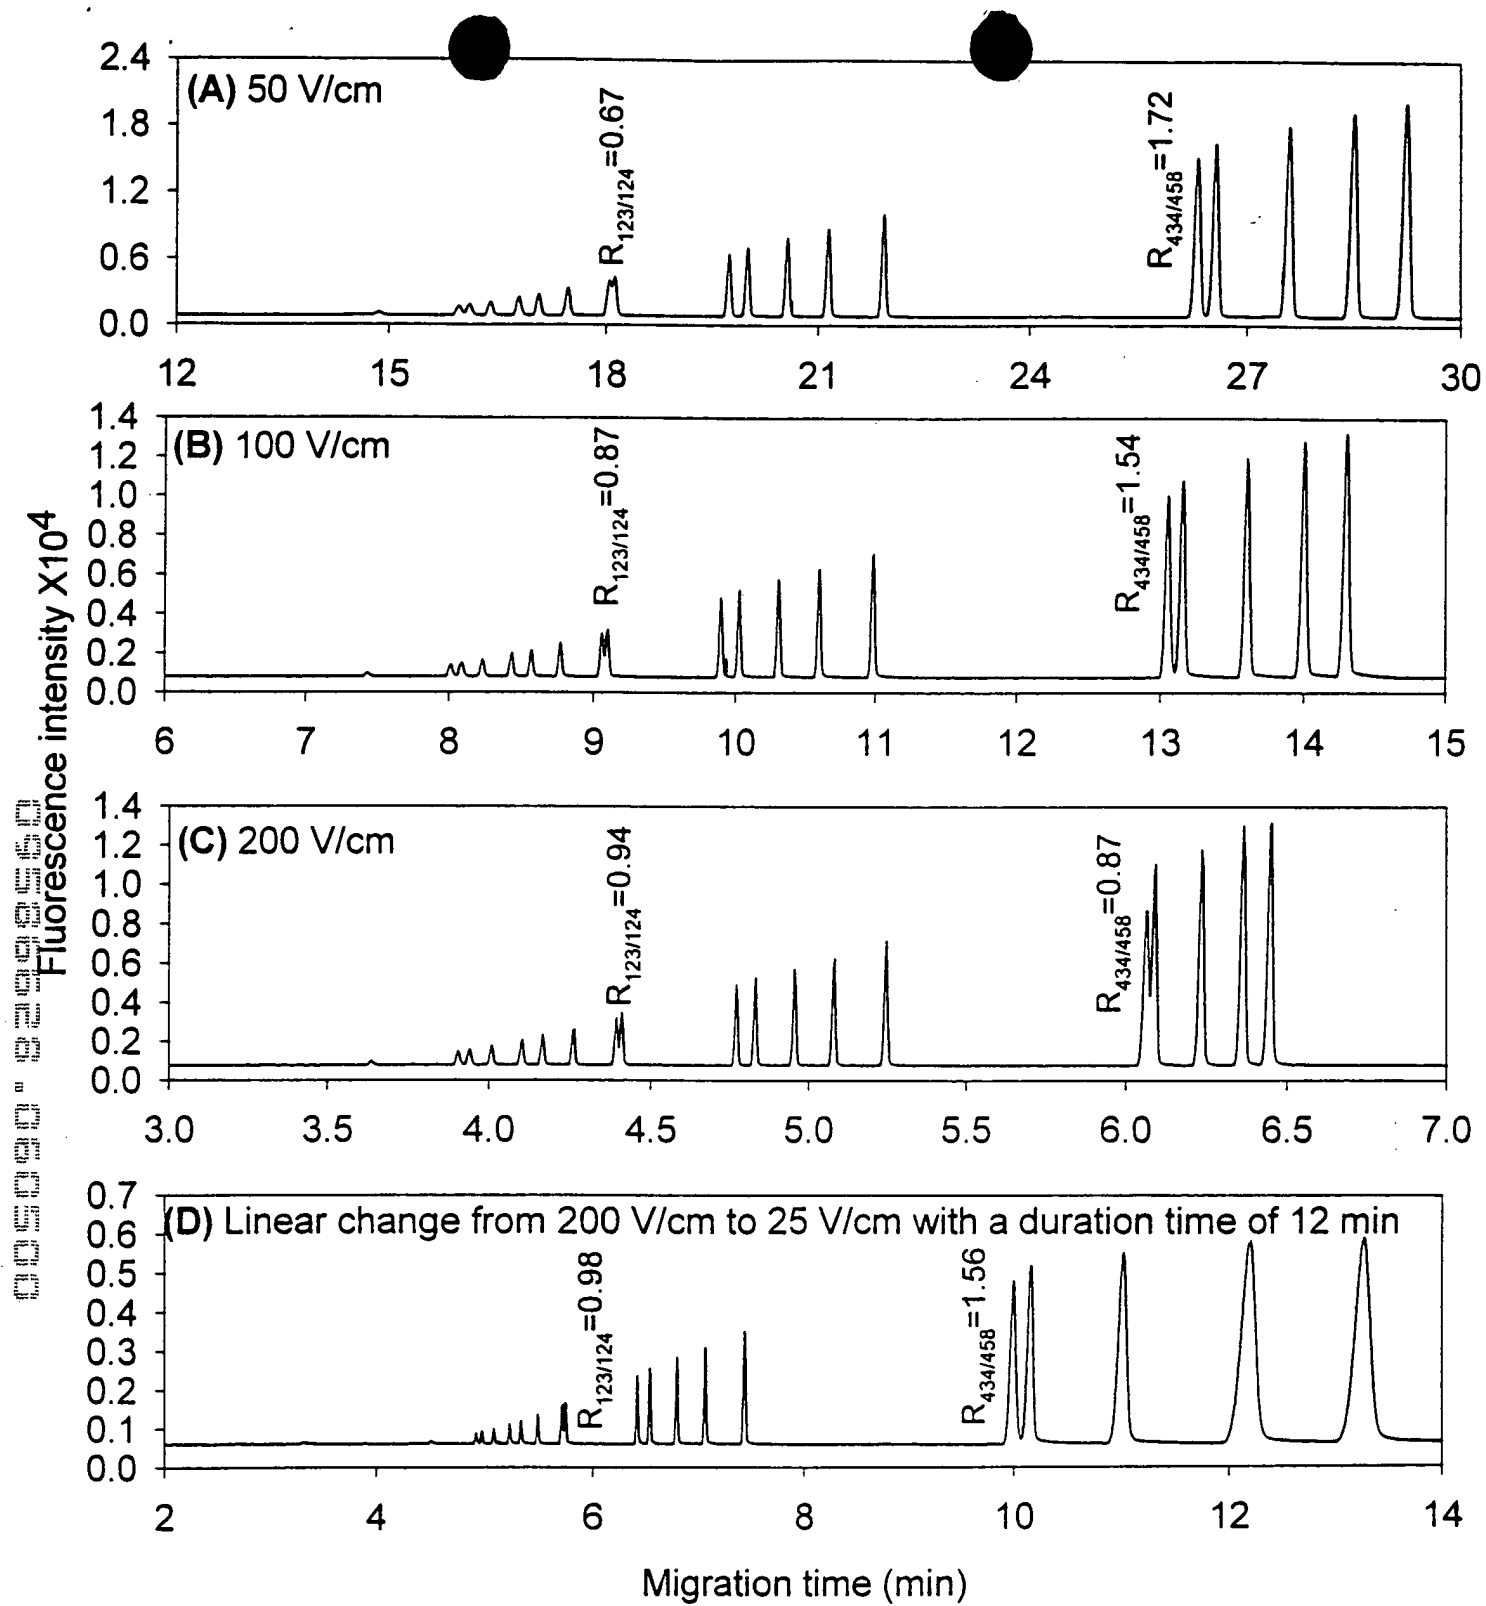 2.4
(A) 50 V/cm
R123/124=0.67
R434/458=1.72
1.8
1.2
0.6
0.0
12 15 18 21 24 27 30
1.4
(B) 100 V/cm
R123/124=0.87
R434/458=1.54
1.2
1.0
0.8
0.6
0.4
0.2
0.0
6 7 8 9 10 11 12 13 14 15
Fluorescence intensity X10^4
1.4
(C) 200 V/cm
R123/124=0.94
R434/458=0.87
1.2
1.0
0.8
0.6
0.4
0.2
0.0
3.0 3.5 4.0 4.5 5.0 5.5 6.0 6.5 7.0
0.7
(D) Linear change from 200 V/cm to 25 V/cm with a duration time of 12 min
R123/124=0.98
R434/458=1.56
0.6
0.5
0.4
0.3
0.2
0.1
0.0
2 4 6 8 10 12 14
Migration time (min)